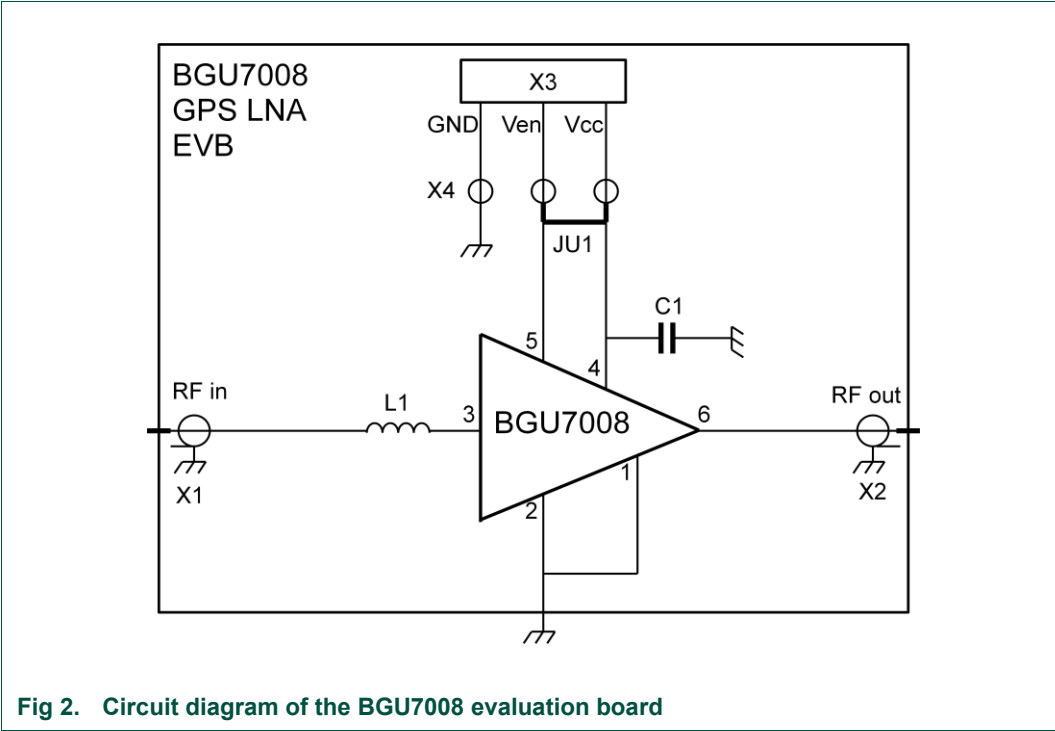 BGU7008
GPS LNA
EVB
X3
GND Ven Vcc
X4
JU1
C1
5
4
RF in
L1
3
BGU7008
6
RF out
1
2
X1
X2
Fig 2. Circuit diagram of the BGU7008 evaluation board